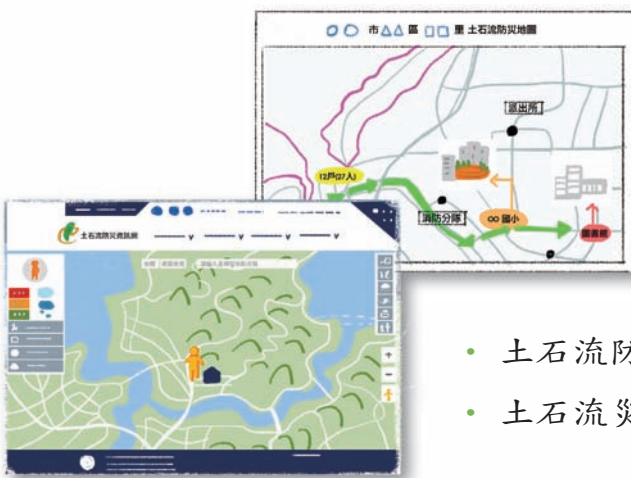 市 區 里 土石流防災地圖
派出所
12戶(27人)
消防分隊
國小
圖書館
土石流防災資訊網
• 土石流防
• 土石流災